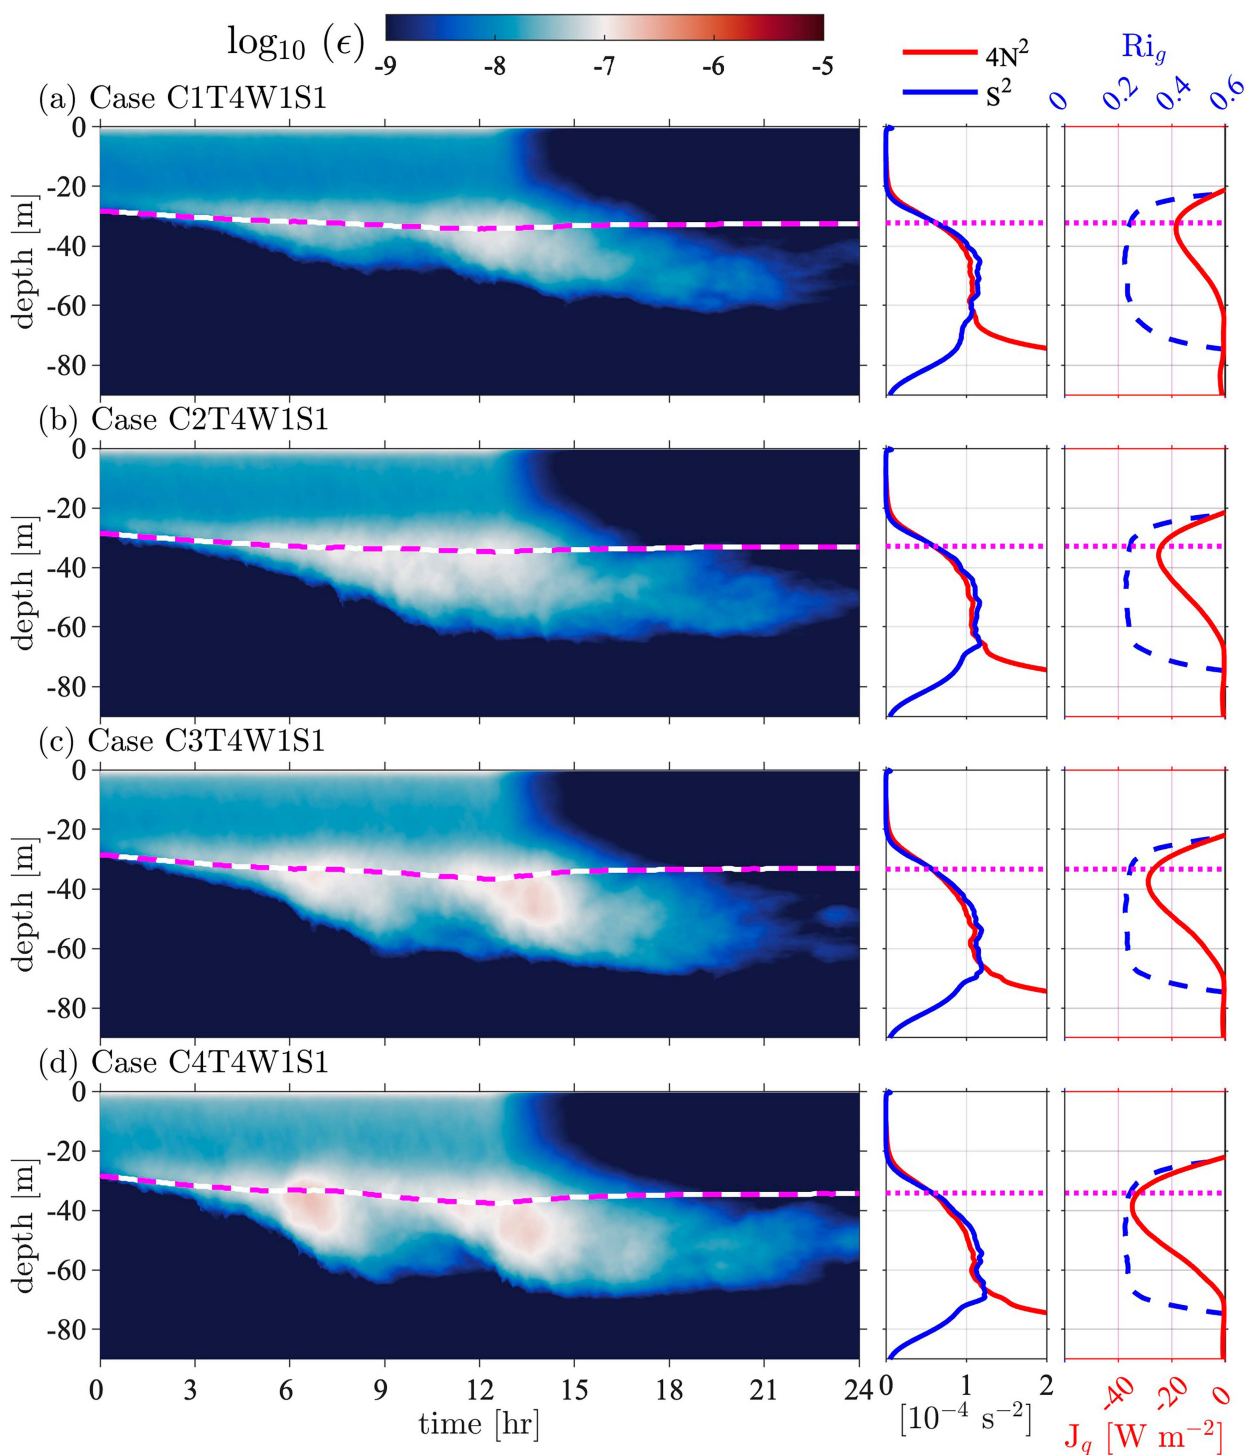 log₁₀ (ϵ)
-9 -8 -7 -6 -5
4N²
S²
Ri_g
0 0.2 0.4 0.6
(a) Case C1T4W1S1
0
-20
-40
-60
-80
depth [m]
(b) Case C2T4W1S1
0
-20
-40
-60
-80
depth [m]
(c) Case C3T4W1S1
0
-20
-40
-60
-80
depth [m]
(d) Case C4T4W1S1
0
-20
-40
-60
-80
depth [m]
0 3 6 9 12 15 18 21 24
time [hr]
0 1 2
[10⁻⁴ s⁻²]
-40 -20 0
J_q [W m⁻²]